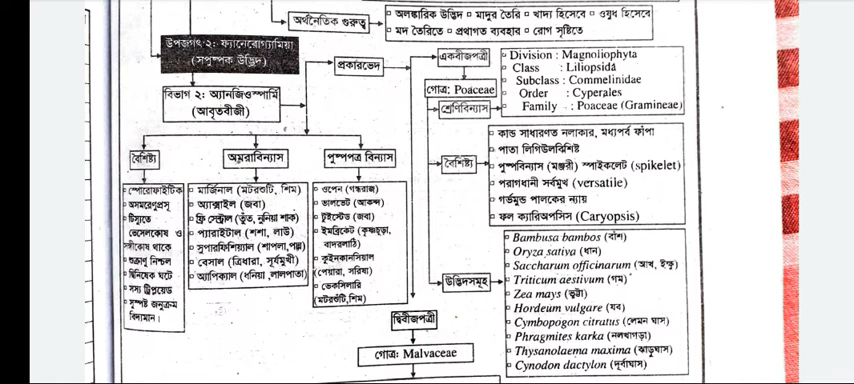 অর্থনৈতিক গুরুত্ব
▫ অলঙ্কারিক উদ্ভিদ ▫ মাদুর তৈরি ▫ খাদ্য হিসেবে ▫ ওষুধ হিসেবে
▫ মদ তৈরিতে ▫ প্রথাগত ব্যবহার ▫ রোগ সৃষ্টিতে
উপজগৎ ২: ফ্যানেরোগ্যামিয়া
(সপুষ্পক উদ্ভিদ)
বিভাগ ২: অ্যানজিওস্পার্মি
(আবৃতবীজী)
প্রকারভেদ
একবীজপত্রী
গোত্র: Poaceae
শ্রেণিবিন্যাস
▫ Division : Magnoliophyta
▫ Class : Liliopsida
▫ Subclass : Commelinidae
▫ Order : Cyperales
▫ Family : Poaceae (Gramineae)
বৈশিষ্ট্য
▫ স্পোরোফাইটিক
▫ অসমরেণুপ্রসূ
▫ টিস্যুতে
ভেসেলকোষ ও
সঙ্গীকোষ থাকে
▫ শুক্রাণু নিশ্চল
▫ দ্বিনিষেক ঘটে
▫ সস্য ট্রিপ্লয়েড
▫ সুস্পষ্ট জনুক্রম
বিদ্যমান।
অমরাবিন্যাস
▫ মার্জিনাল (মটরশুটি, শিম)
▫ অ্যাক্সাইল (জবা)
▫ ফ্রি সেন্ট্রাল (তুঁত, নুনিয়া শাক)
▫ প্যারাইটাল (শশা, লাউ)
▫ সুপারফিশিয়াল (শাপলা, পদ্ম)
▫ বেসাল (ত্রিধারা, সূর্যমুখী)
▫ অ্যাপিক্যাল (ধনিয়া, লালপাতা)
পুষ্পপত্র বিন্যাস
▫ ওপেন (গন্ধরাজ)
▫ ভালভেট (আকন্দ)
▫ টুইস্টেড (জবা)
▫ ইমব্রিকেট (কৃষ্ণচূড়া,
বাদরলাঠি)
▫ কুইনকানসিয়াল
(পেয়ারা, সরিষা)
▫ ভেক্সিলারি
(মটরশুঁটি, শিম)
বৈশিষ্ট্য
▫ কান্ড সাধারণত নলাকার, মধ্যপর্ব ফাঁপা
▫ পাতা লিগিউলবিশিষ্ট
▫ পুষ্পবিন্যাস (মঞ্জরী) স্পাইকলেট (spikelet)
▫ পরাগধানী সর্বমুখ (versatile)
▫ গর্ভমুন্ড পালকের ন্যায়
▫ ফল ক্যারিঅপসিস (Caryopsis)
উদ্ভিদসমূহ
▫ Bambusa bambos (বাঁশ)
▫ Oryza sativa (ধান)
▫ Saccharum officinarum (আখ, ইক্ষু)
▫ Triticum aestivum (গম)
▫ Zea mays (ভুট্টা)
▫ Hordeum vulgare (যব)
▫ Cymbopogon citratus (লেমন ঘাস)
▫ Phragmites karka (নলখাগড়া)
▫ Thysanolaema maxima (ঝাড়ুঘাস)
▫ Cynodon dactylon (দূর্বাঘাস)
দ্বিবীজপত্রী
গোত্র: Malvaceae